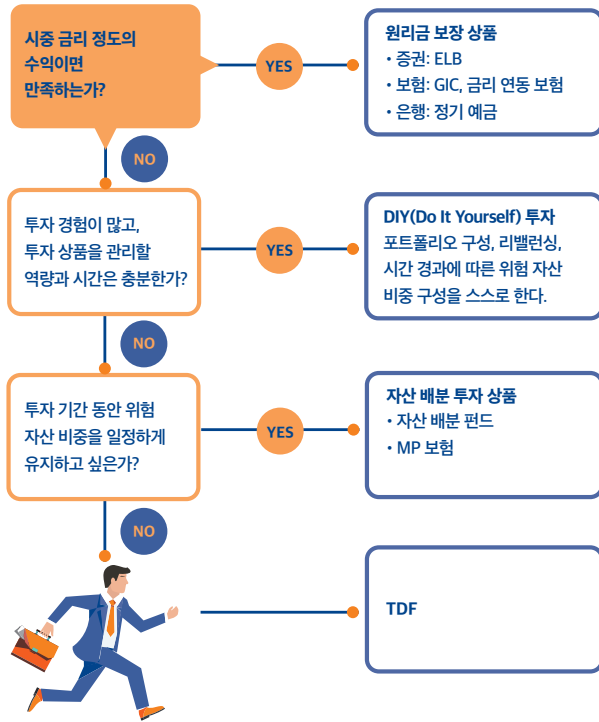 시중 금리 정도의
수익이면
만족하는가?
YES
원리금 보장 상품
• 증권: ELB
• 보험: GIC, 금리 연동 보험
• 은행: 정기 예금
NO
투자 경험이 많고,
투자 상품을 관리할
역량과 시간은 충분한가?
YES
DIY(Do It Yourself) 투자
포트폴리오 구성, 리밸런싱,
시간 경과에 따른 위험 자산
비중 구성을 스스로 한다.
NO
투자 기간 동안 위험
자산 비중을 일정하게
유지하고 싶은가?
YES
자산 배분 투자 상품
• 자산 배분 펀드
• MP 보험
NO
TDF